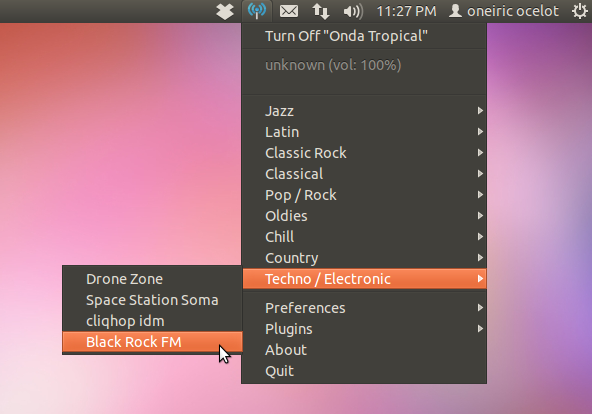 11:27 PM oneiric ocelot
Turn Off "Onda Tropical"
unknown (vol: 100%)
Jazz
Latin
Classic Rock
Classical
Pop / Rock
Oldies
Chill
Country
Techno / Electronic
Drone Zone
Space Station Soma
cliqhop idm
Black Rock FM
Preferences
Plugins
About
Quit